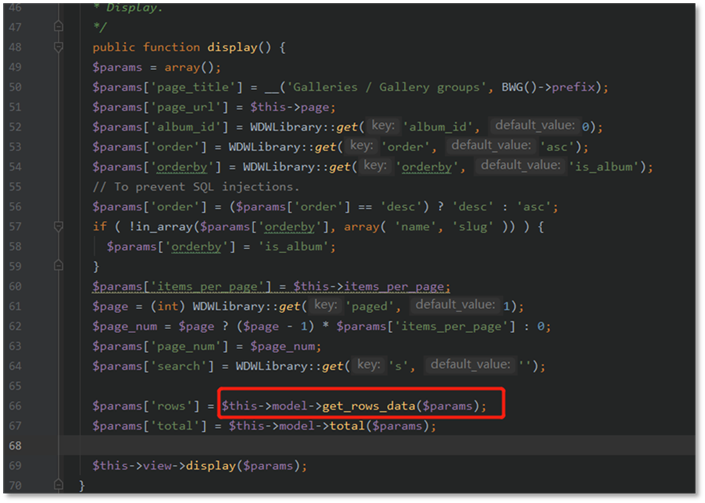 46 * Display.
47 */
48 public function display() {
49 $params = array();
50 $params['page_title'] = __('Galleries / Gallery groups', BWG()->prefix);
51 $params['page_url'] = $this->page;
52 $params['album_id'] = WDWLibrary::get( key: 'album_id', default_value: 0);
53 $params['order'] = WDWLibrary::get( key: 'order', default_value: 'asc');
54 $params['orderby'] = WDWLibrary::get( key: 'orderby', default_value: 'is_album');
55 // To prevent SQL injections.
56 $params['order'] = ($params['order'] == 'desc') ? 'desc' : 'asc';
57 if ( !in_array($params['orderby'], array( 'name', 'slug' )) ) {
58 $params['orderby'] = 'is_album';
59 }
60 $params['items_per_page'] = $this->items_per_page;
61 $page = (int) WDWLibrary::get( key: 'paged', default_value: 1);
62 $page_num = $page ? ($page - 1) * $params['items_per_page'] : 0;
63 $params['page_num'] = $page_num;
64 $params['search'] = WDWLibrary::get( key: 's', default_value: '');
65
66 $params['rows'] = $this->model->get_rows_data($params);
67 $params['total'] = $this->model->total($params);
68
69 $this->view->display($params);
70 }